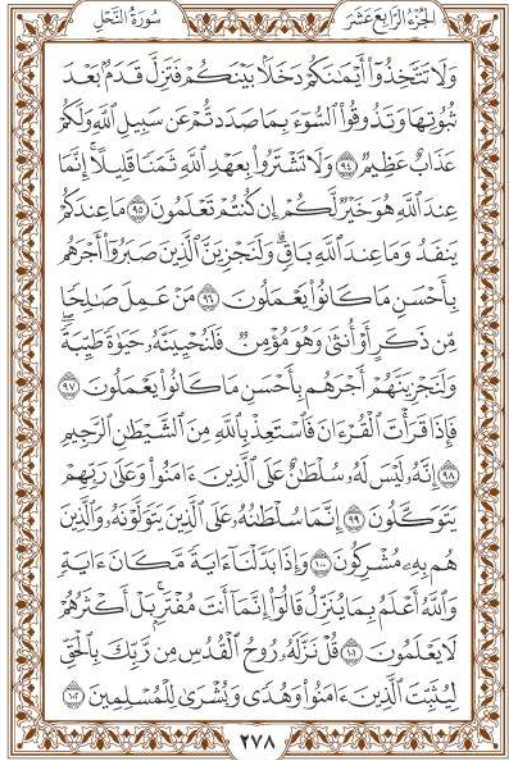 الجُزْءُ الرَّابِعَ عَشَرَ
سُورَةُ النَّحْلِ
وَلَا تَتَّخِذُوٓا۟ أَيْمَٰنَكُمْ دَخَلًۢا بَيْنَكُمْ فَتَزِلَّ قَدَمٌۢ بَعْدَ
ثُبُوتِهَا وَتَذُوقُوا۟ ٱلسُّوٓءَ بِمَا صَدَدتُّمْ عَن سَبِيلِ ٱللَّهِ وَلَكُمْ
عَذَابٌ عَظِيمٌ ۝٩٤ وَلَا تَشْتَرُوا۟ بِعَهْدِ ٱللَّهِ ثَمَنًا قَلِيلًا ۚ إِنَّمَا
عِندَ ٱللَّهِ هُوَ خَيْرٌ لَّكُمْ إِن كُنتُمْ تَعْلَمُونَ ۝٩٥ مَا عِندَكُمْ
يَنفَدُ وَمَا عِندَ ٱللَّهِ بَاقٍ ۗ وَلَنَجْزِيَنَّ ٱلَّذِينَ صَبَرُوٓا۟ أَجْرَهُم
بِأَحْسَنِ مَا كَانُوا۟ يَعْمَلُونَ ۝٩٦ مَنْ عَمِلَ صَٰلِحًا
مِّن ذَكَرٍ أَوْ أُنثَىٰ وَهُوَ مُؤْمِنٌ فَلَنُحْيِيَنَّهُۥ حَيَوٰةً طَيِّبَةً ۖ
وَلَنَجْزِيَنَّهُمْ أَجْرَهُم بِأَحْسَنِ مَا كَانُوا۟ يَعْمَلُونَ ۝٩٧
فَإِذَا قَرَأْتَ ٱلْقُرْءَانَ فَٱسْتَعِذْ بِٱللَّهِ مِنَ ٱلشَّيْطَٰنِ ٱلرَّجِيمِ
۝٩٨ إِنَّهُۥ لَيْسَ لَهُۥ سُلْطَٰنٌ عَلَى ٱلَّذِينَ ءَامَنُوا۟ وَعَلَىٰ رَبِّهِمْ
يَتَوَكَّلُونَ ۝٩٩ إِنَّمَا سُلْطَٰنُهُۥ عَلَى ٱلَّذِينَ يَتَوَلَّوْنَهُۥ وَٱلَّذِينَ
هُم بِهِۦ مُشْرِكُونَ ۝١٠٠ وَإِذَا بَدَّلْنَآ ءَايَةً مَّكَانَ ءَايَةٍ ۙ
وَٱللَّهُ أَعْلَمُ بِمَا يُنَزِّلُ قَالُوٓا۟ إِنَّمَآ أَنتَ مُفْتَرٍۭ ۚ بَلْ أَكْثَرُهُمْ
لَا يَعْلَمُونَ ۝١٠١ قُلْ نَزَّلَهُۥ رُوحُ ٱلْقُدُسِ مِن رَّبِّكَ بِٱلْحَقِّ
لِيُثَبِّتَ ٱلَّذِينَ ءَامَنُوا۟ وَهُدًى وَبُشْرَىٰ لِلْمُسْلِمِينَ ۝١٠٢
٢٧٨